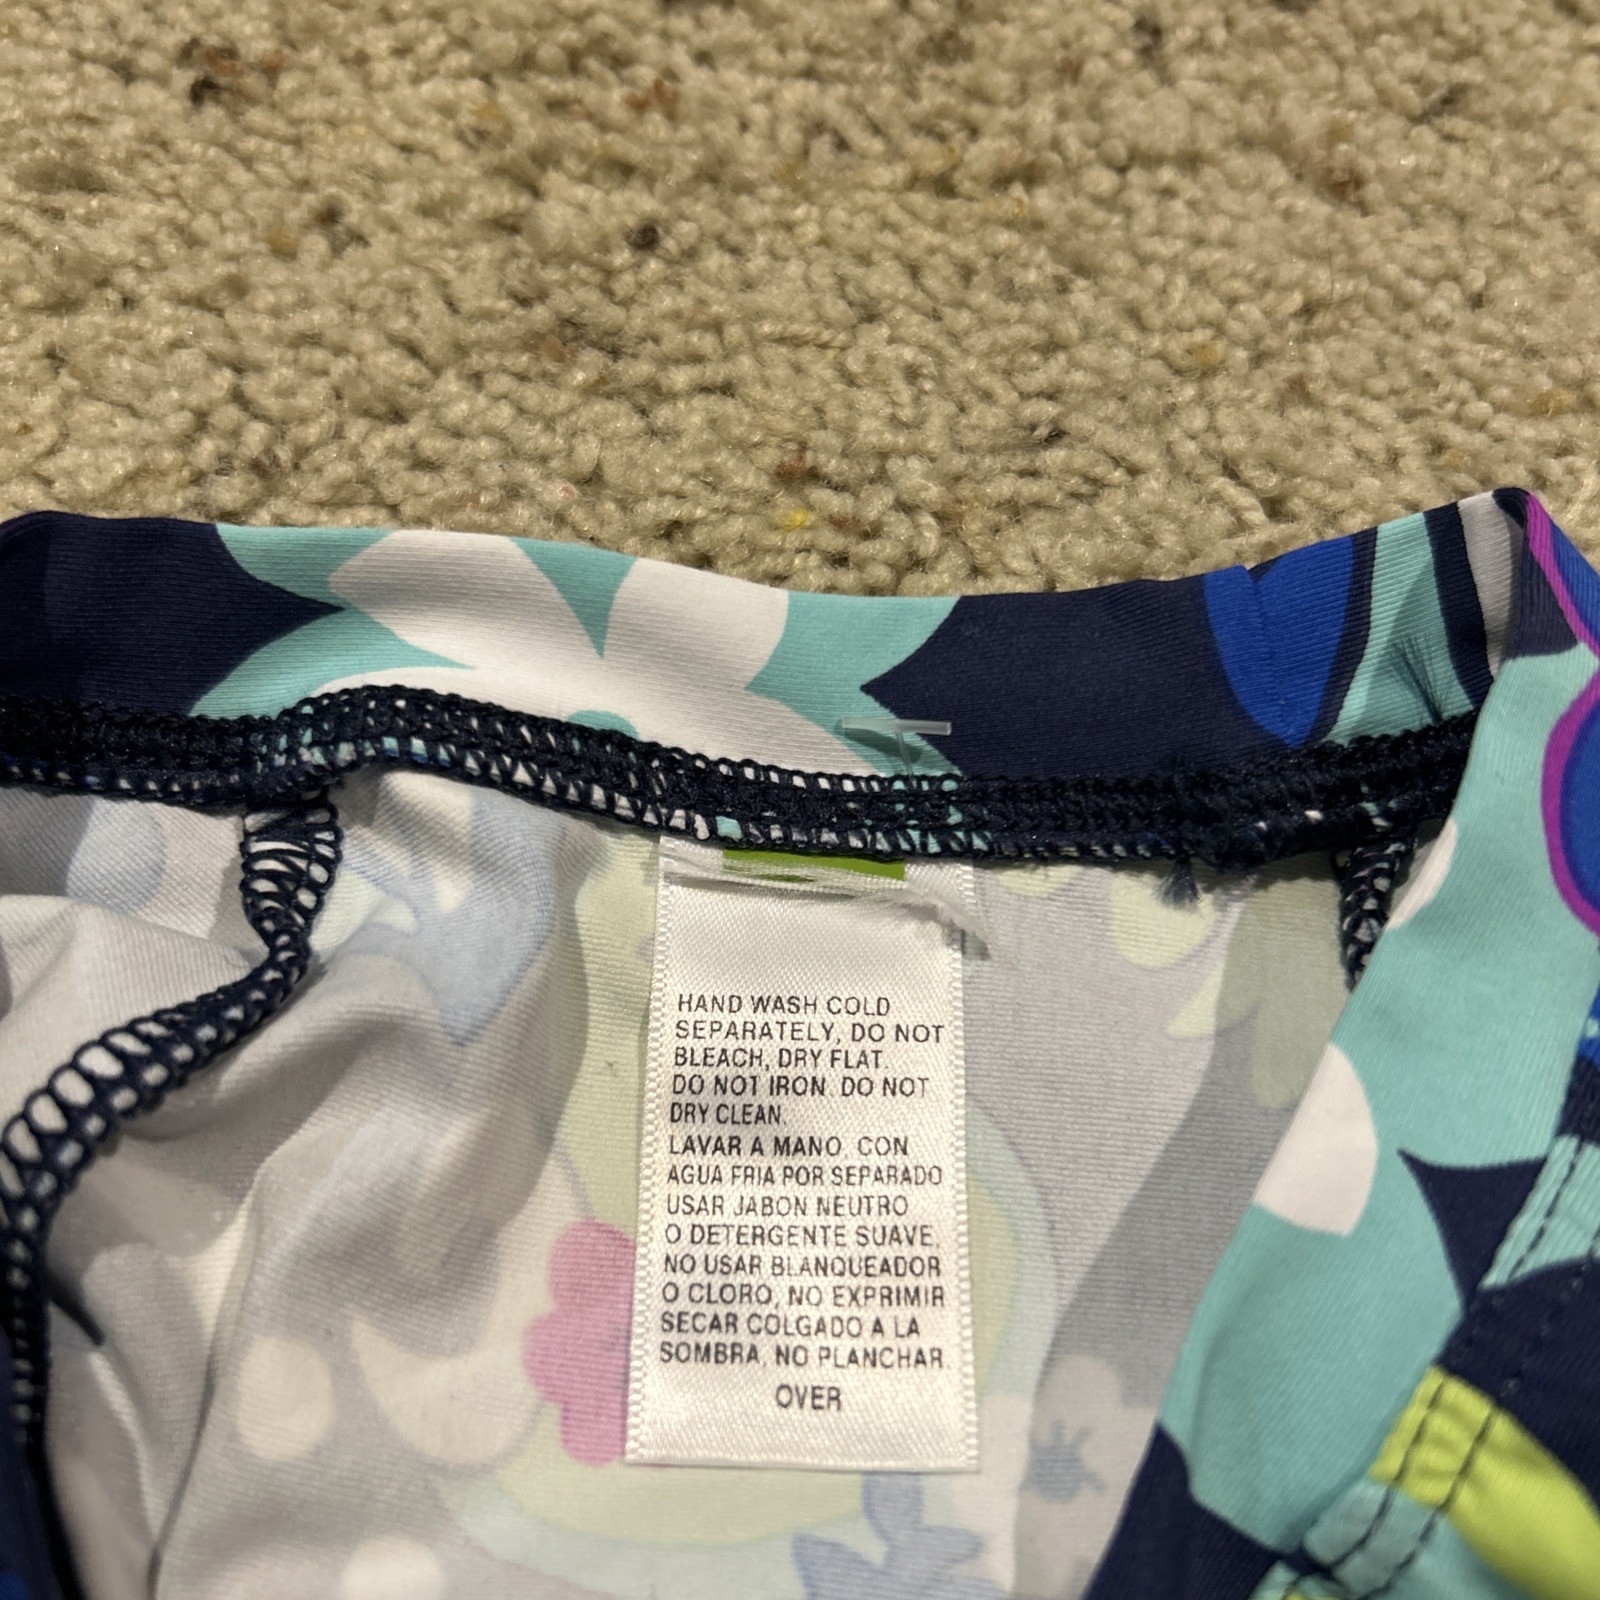 HAND WASH COLD
SEPARATELY, DO NOT
BLEACH, DRY FLAT.
DO NOT IRON. DO NOT
DRY CLEAN.
LAVAR A MANO CON
AGUA FRIA POR SEPARADO
USAR JABON NEUTRO
O DETERGENTE SUAVE.
NO USAR BLANQUEADOR
O CLORO, NO EXPRIMIR
SECAR COLGADO A LA
SOMBRA, NO PLANCHAR
OVER